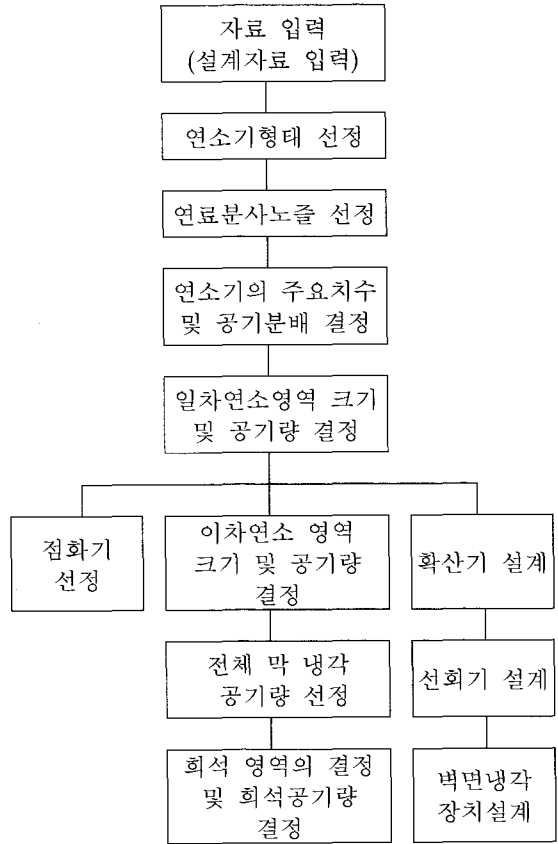 자료 입력
(설계자료 입력)
연소기형태 선정
연료분사노즐 선정
연소기의 주요치수
및 공기분배 결정
일차연소영역 크기
및 공기량 결정
점화기
선정
이차연소 영역
크기 및 공기량
결정
확산기 설계
전체 막 냉각
공기량 선정
선회기 설계
희석 영역의 결정
및 희석공기량
결정
벽면냉각
장치설계